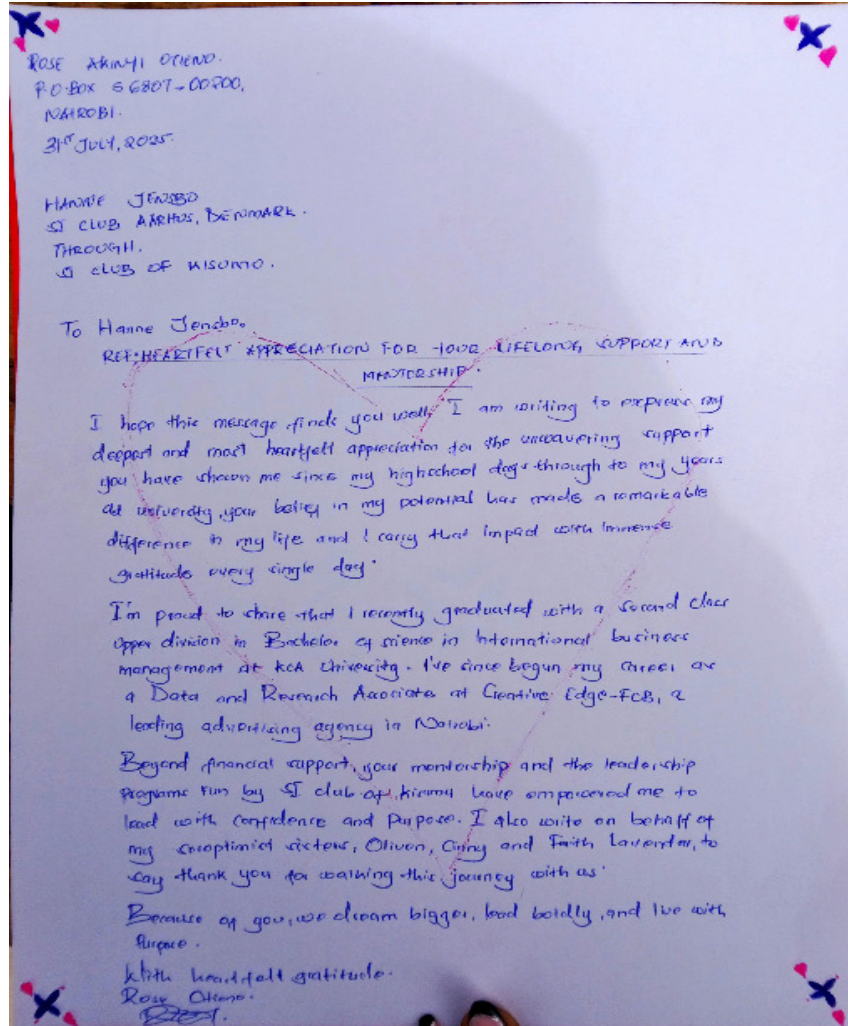 ROSE AKINYI OTIENO.
P.O BOX 56807-00200,
NAIROBI.
31ST JULY, 2025.
HANNE JENSBO
SI CLUB AARHUS, DENMARK.
THROUGH.
SI CLUB OF KISUMU.
To Hanne Jensbo.
REF: HEARTFELT APPRECIATION FOR YOUR LIFELONG SUPPORT AND
MENTORSHIP.
I hope this message finds you well. I am writing to express my
deepest and most heartfelt appreciation for the unwavering support
you have shown me since my highschool days through to my years
at university, your belief in my potential has made a remarkable
difference in my life and I carry that impact with immense
gratitude every single day.
I'm proud to share that I recently graduated with a second class
upper division in Bachelor of science in International business
management at KCA University. I've since begun my career as
a Data and Research Associate at Creative Edge-FCB, a
leading advertising agency in Nairobi.
Beyond financial support, your mentorship and the leadership
programs run by SI club of kisumu have empowered me to
lead with confidence and purpose. I also write on behalf of
my soroptimist sisters, and Faith Lavender, to
say thank you for walking this journey with us.
Because of you, we dream bigger, lead boldly, and live with
Purpose.
With heartfelt gratitude.
Rose Otieno.